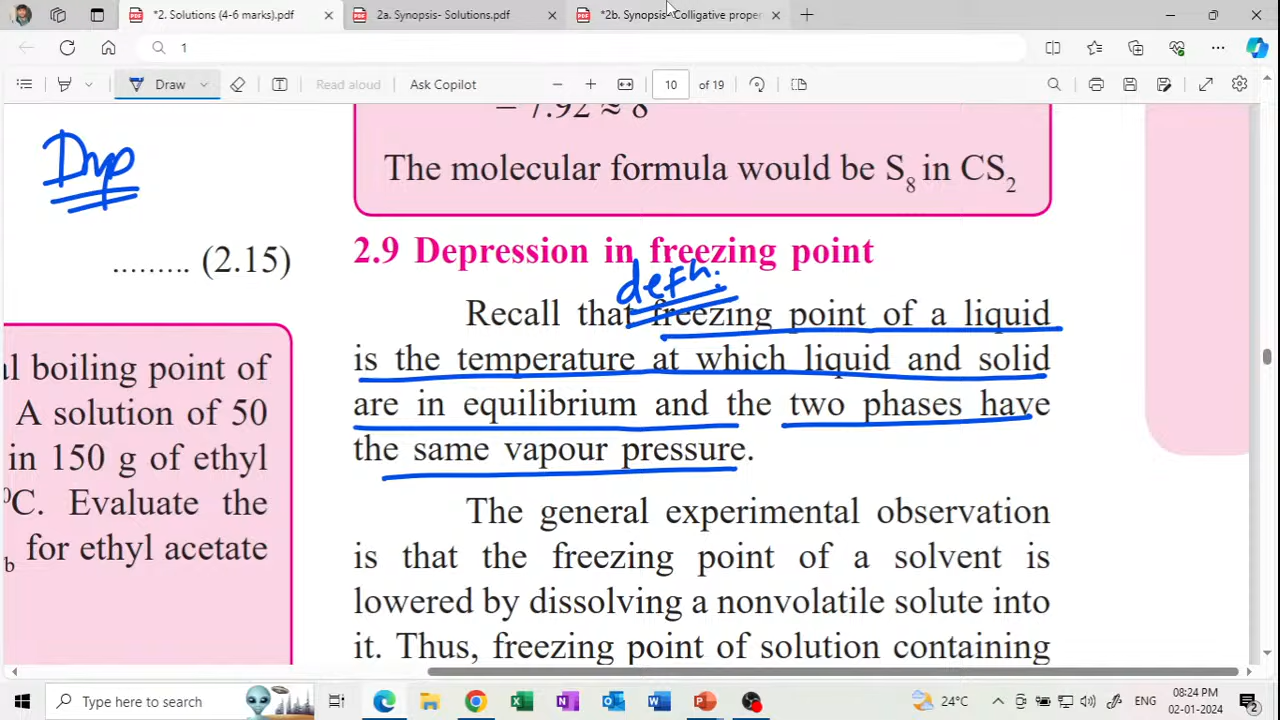 *2. Solutions (4-6 marks).pdf
2a. Synopsis- Solutions.pdf
*2b. Synopsis- Colligative proper
1
Draw
Read aloud
Ask Copilot
10 of 19
= 7.92 ≈ 8
The molecular formula would be S₈ in CS₂
......... (2.15)
al boiling point of
A solution of 50
in 150 g of ethyl
⁰C. Evaluate the
b for ethyl acetate
2.9 Depression in freezing point
defn.
Recall that freezing point of a liquid
is the temperature at which liquid and solid
are in equilibrium and the two phases have
the same vapour pressure.
The general experimental observation
is that the freezing point of a solvent is
lowered by dissolving a nonvolatile solute into
it. Thus, freezing point of solution containing
Type here to search
24°C
ENG
08:24 PM
02-01-2024
2